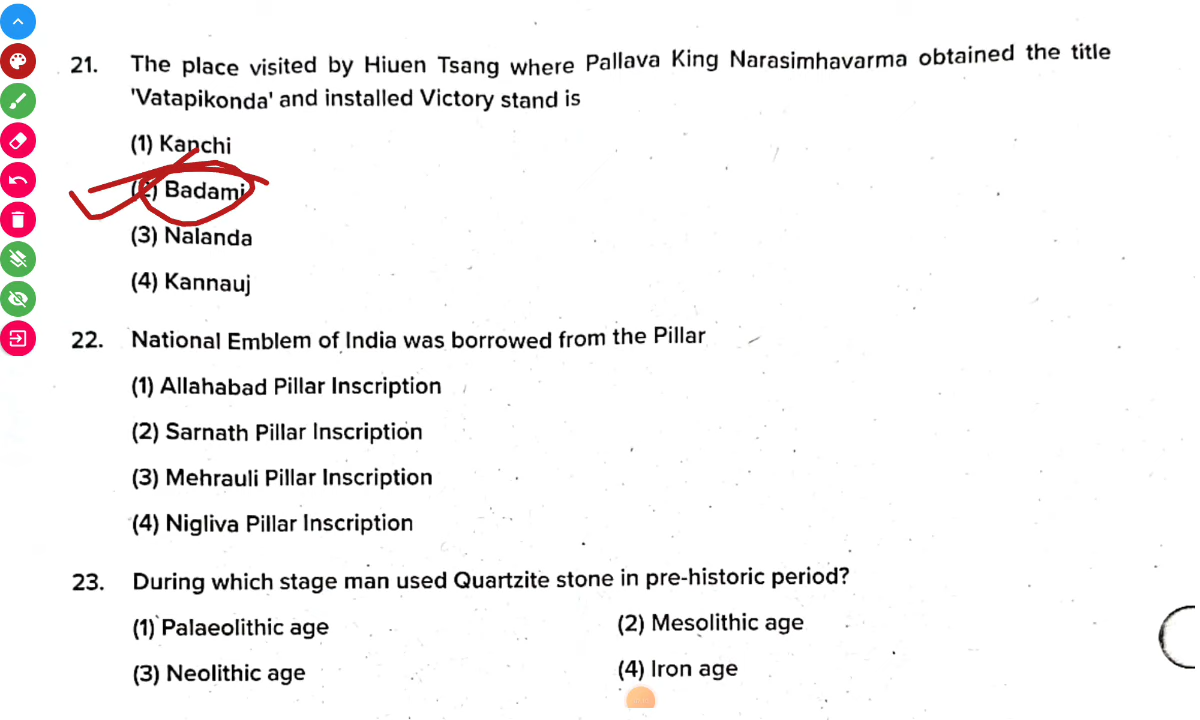 21. The place visited by Hiuen Tsang where Pallava King Narasimhavarma obtained the title
'Vatapikonda' and installed Victory stand is
(1) Kanchi
(2) Badami
(3) Nalanda
(4) Kannauj
22. National Emblem of India was borrowed from the Pillar
(1) Allahabad Pillar Inscription
(2) Sarnath Pillar Inscription
(3) Mehrauli Pillar Inscription
(4) Nigliva Pillar Inscription
23. During which stage man used Quartzite stone in pre-historic period?
(1) Palaeolithic age (2) Mesolithic age
(3) Neolithic age (4) Iron age